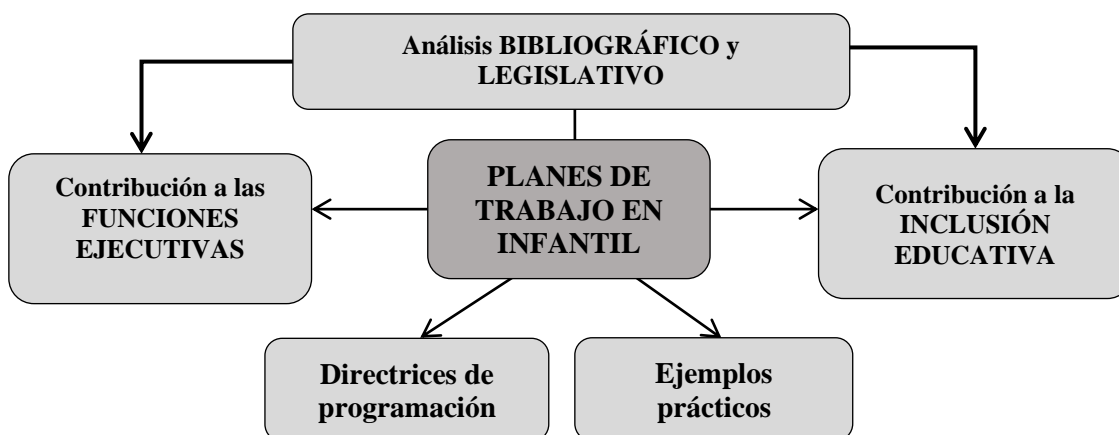 Análisis BIBLIOGRÁFICO y
LEGISLATIVO
Contribución a las
FUNCIONES
EJECUTIVAS
PLANES DE
TRABAJO EN
INFANTIL
Contribución a la
INCLUSIÓN
EDUCATIVA
Directrices de
programación
Ejemplos
prácticos